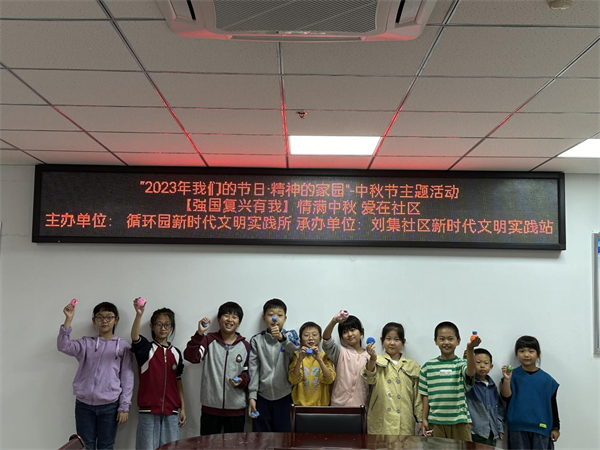 "2023年我们的节日·精神的家园"-中秋节主题活动
【强国复兴有我】情满中秋 爱在社区
主办单位： 循环园新时代文明实践所 承办单位： 刘集社区新时代文明实践站